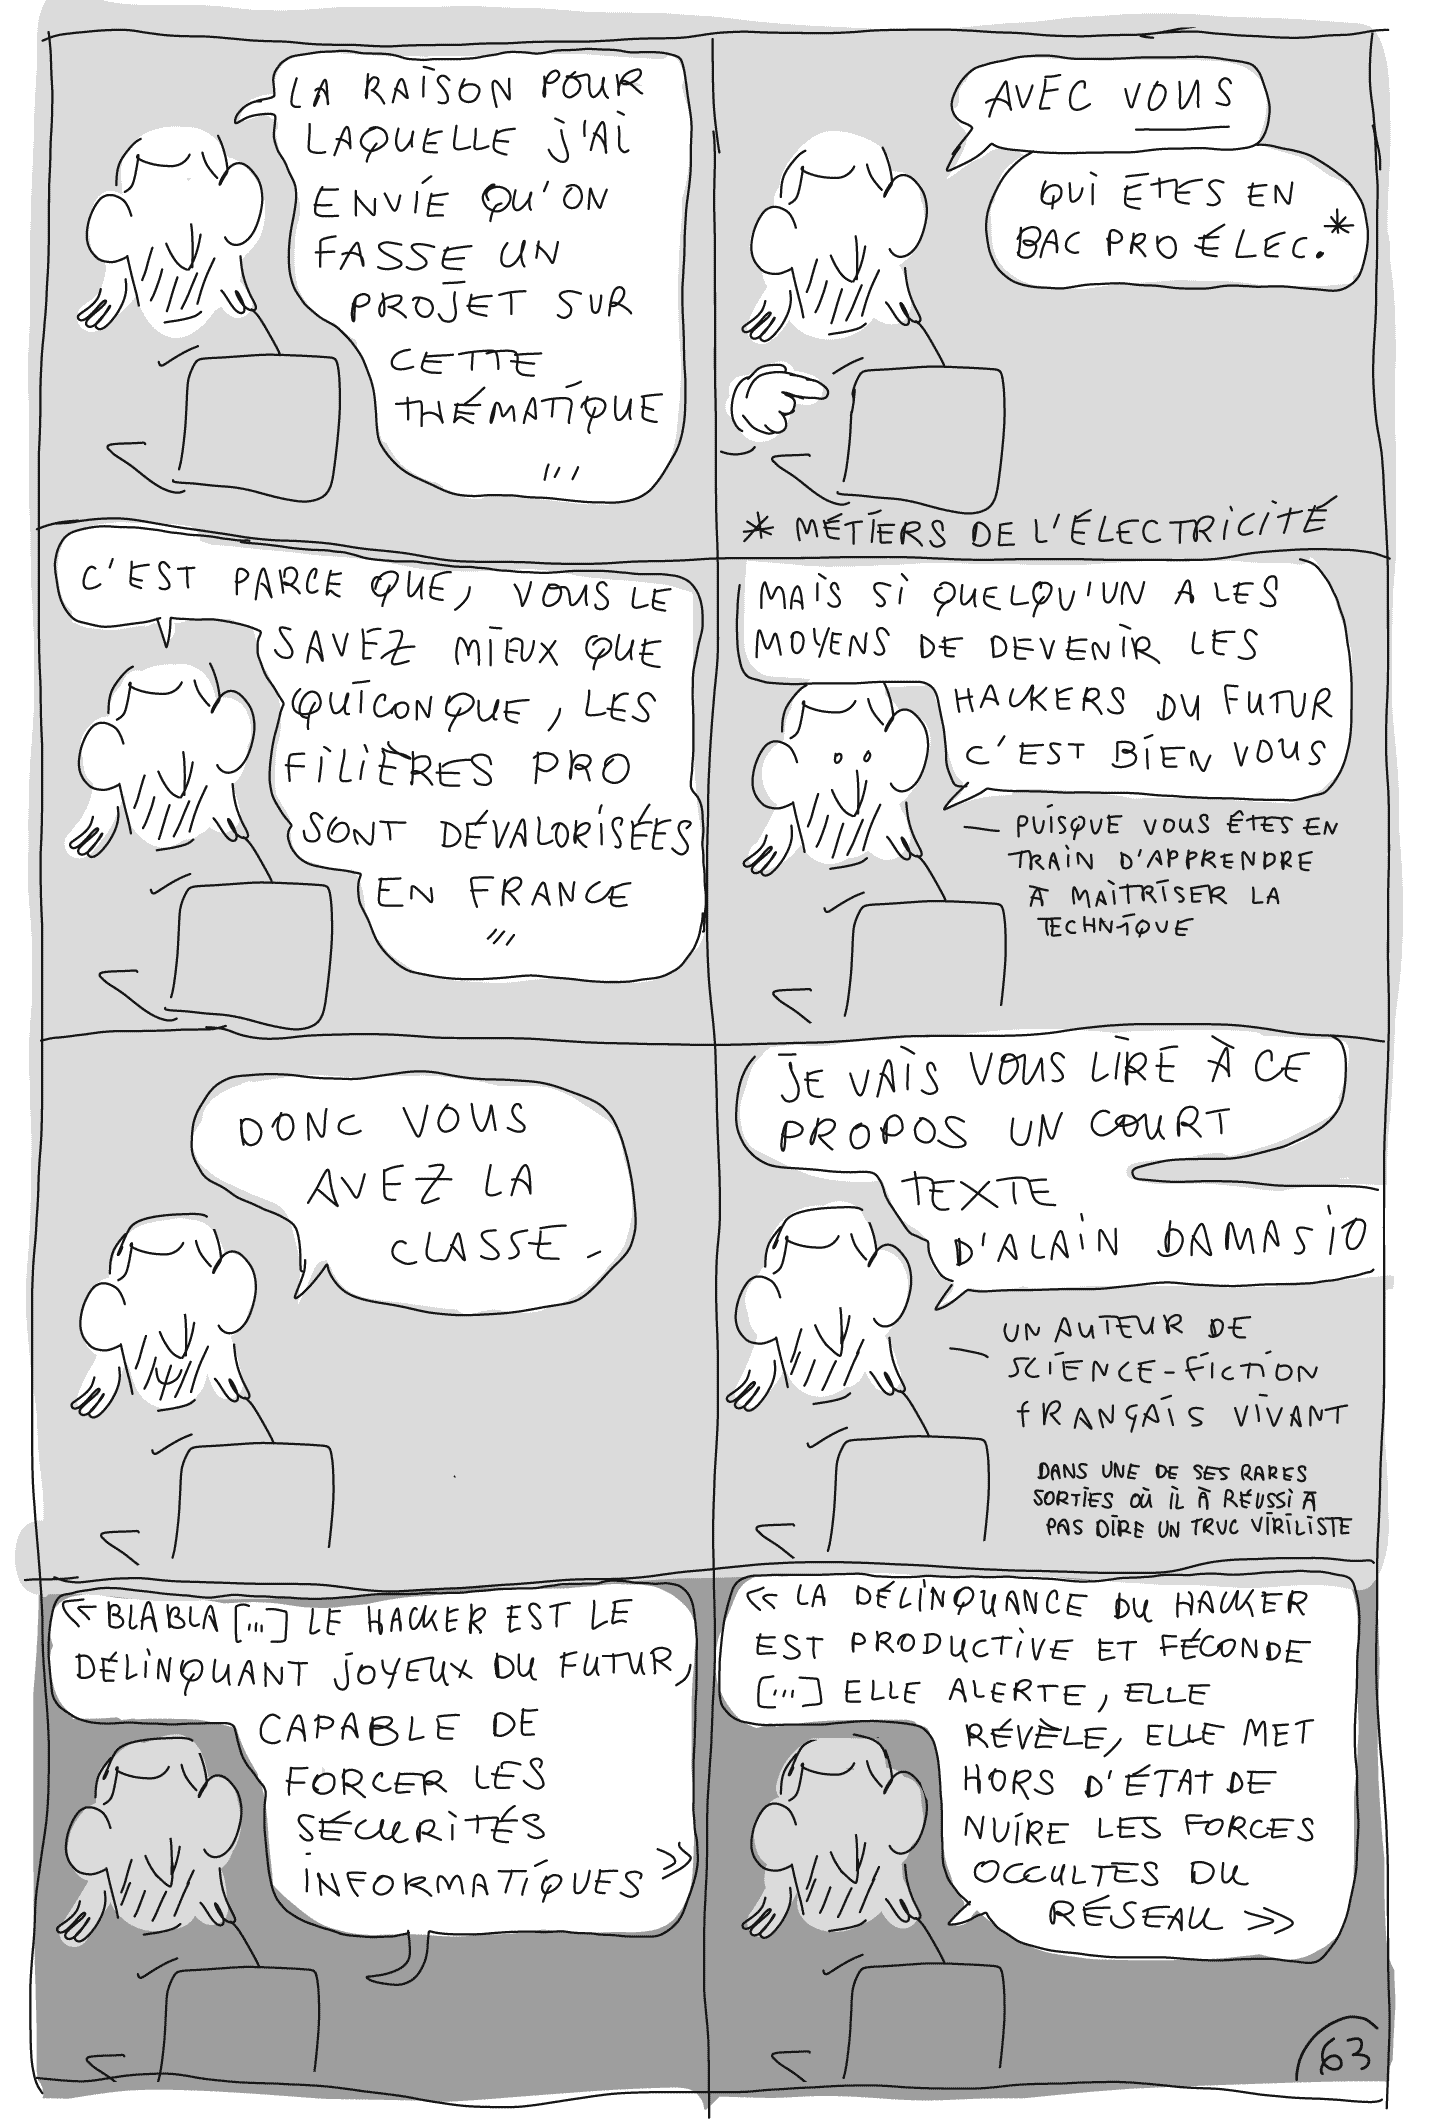 LA RAISON POUR
LAQUELLE J'AI
ENVIE QU'ON
FASSE UN
PROJET SUR
CETTE
THÉMATIQUE
...
AVEC VOUS
QUI ÊTES EN
BAC PRO ÉLEC.*
* MÉTIERS DE L'ÉLECTRICITÉ
C'EST PARCE QUE, VOUS LE
SAVEZ MIEUX QUE
QUICONQUE, LES
FILIÈRES PRO
SONT DÉVALORISÉES
EN FRANCE
...
MAIS SI QUELQU'UN A LES
MOYENS DE DEVENIR LES
HACKERS DU FUTUR
C'EST BIEN VOUS
— PUISQUE VOUS ÊTES EN
TRAIN D'APPRENDRE
À MAÎTRISER LA
TECHNIQUE
DONC VOUS
AVEZ LA
CLASSE.
JE VAIS VOUS LIRE À CE
PROPOS UN COURT
TEXTE
D'ALAIN DAMASIO
— UN AUTEUR DE
SCIENCE-FICTION
FRANÇAIS VIVANT
DANS UNE DE SES RARES
SORTIES OÙ IL À RÉUSSI À
PAS DIRE UN TRUC VIRILISTE
« BLABLA [...] LE HACKER EST LE
DÉLINQUANT JOYEUX DU FUTUR,
CAPABLE DE
FORCER LES
SÉCURITÉS
INFORMATIQUES »
« LA DÉLINQUANCE DU HACKER
EST PRODUCTIVE ET FÉCONDE
[...] ELLE ALERTE, ELLE
RÉVÈLE, ELLE MET
HORS D'ÉTAT DE
NUIRE LES FORCES
OCCULTES DU
RÉSEAU »
63